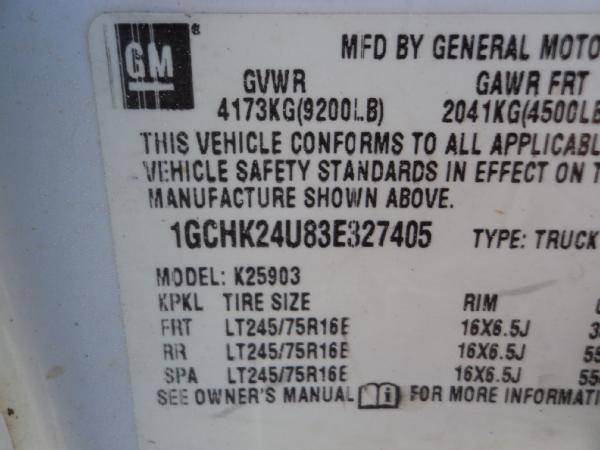 GM®
MFD BY GENERAL MOTO
GVWR GAWR FRT
4173KG(9200LB) 2041KG(4500LB
THIS VEHICLE CONFORMS TO ALL APPLICABL
VEHICLE SAFETY STANDARDS IN EFFECT ON T
MANUFACTURE SHOWN ABOVE.
1GCHK24U83E327405 TYPE: TRUCK
MODEL: K25903
KPKL TIRE SIZE RIM
FRT LT245/75R16E 16X6.5J 3
RR LT245/75R16E 16X6.5J 55
SPA LT245/75R16E 16X6.5J 55
SEE OWNER'S MANUAL i FOR MORE INFORMATI